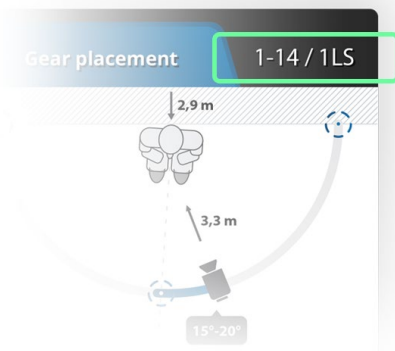 Gear placement
1-14 / 1LS
2,9 m
3,3 m
15°-20°